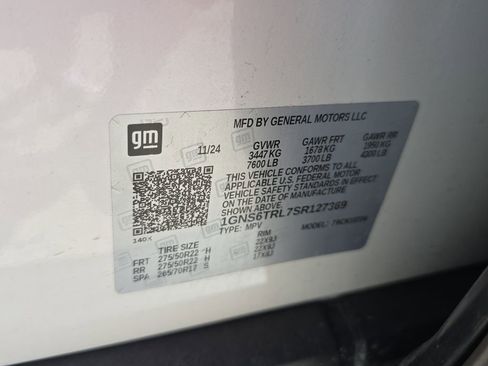 gm
MFD BY GENERAL MOTORS LLC
11/24
GVWR GAWR FRT GAWR RR
3447 KG 1678 KG 1950 KG
7600 LB 3700 LB 4300 LB
THIS VEHICLE CONFORMS TO ALL
APPLICABLE U.S. FEDERAL MOTOR
VEHICLE SAFETY STANDARDS IN EFFECT
ON THE DATE OF MANUFACTURE
SHOWN ABOVE.
1GNS6TRL7SR127369
TYPE: MPV MODEL:
140X
TIRE SIZE RIM
FRT 275/50R22 H 22X9J
RR 275/50R22 H 22X9J
SPA 265/70R17 S 17X8J